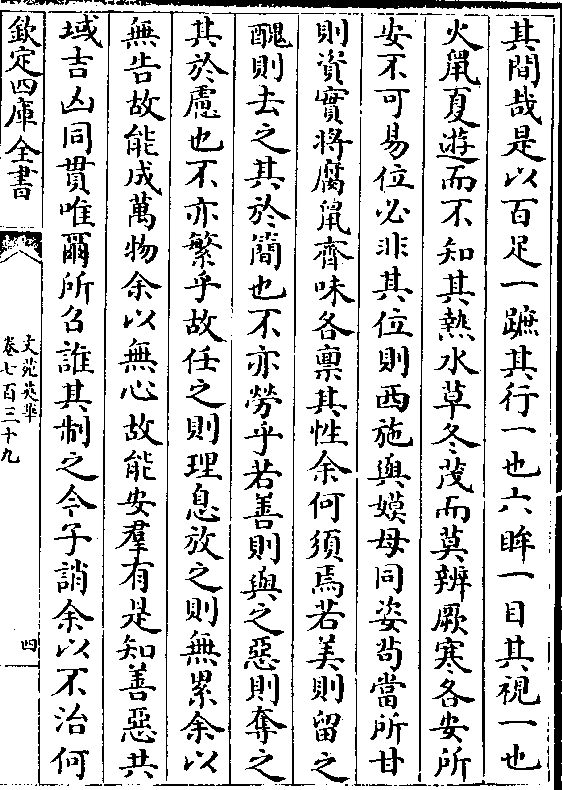 其間哉是以百足一蹠其行一也六眸一目其視一也
火鼠夏遊而不知其熱水草冬茂而莫辨厥寒各安所
安不可易位必非其位則西施與嫫母同姿茍當所甘
則資實將腐鼠齊味各禀其性余何須焉若美則留之
醜則去之其於簡也不亦勞乎若善則與之惡則奪之
其於慮也不亦繁乎故任之則理息放之則無累余以
無告故能成萬物余以無心故能安羣有是知善惡共
域吉凶同貫唯爾所召誰其制之今子誚余以不治何
欽定四庫全書
文苑英華
卷七百三十九
四